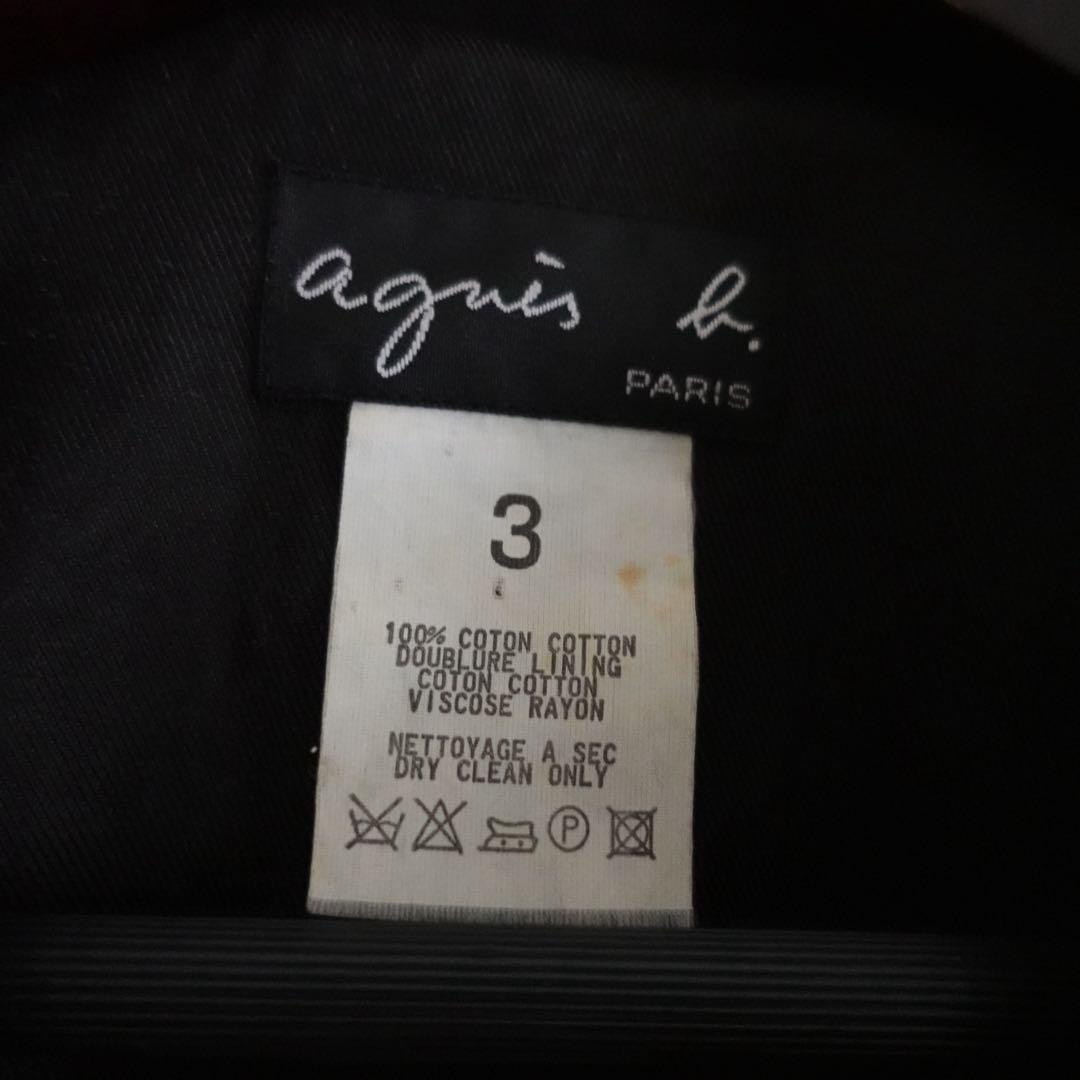 agnès b.
PARIS
3
100% COTON COTTON
DOUBLURE LINING
COTON COTTON
VISCOSE RAYON
NETTOYAGE A SEC
DRY CLEAN ONLY
P